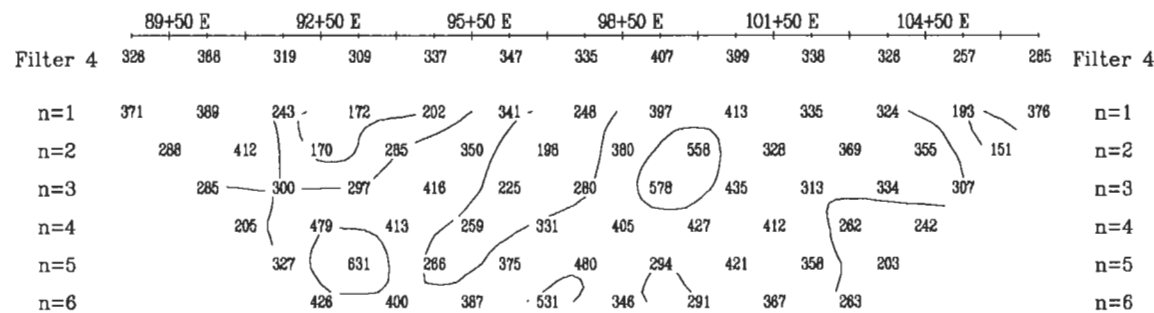 89+50 E 92+50 E 95+50 E 98+50 E 101+50 E 104+50 E
Filter 4 328 388 319 309 337 347 335 407 399 338 328 257 285 Filter 4
n=1 371 389 243 172 202 341 248 397 413 335 324 193 376 n=1
n=2 288 412 170 285 350 198 380 558 328 369 355 151 n=2
n=3 285 300 297 416 225 280 578 435 313 334 307 n=3
n=4 205 479 413 259 331 405 427 412 262 242 n=4
n=5 327 631 266 375 480 294 421 358 203 n=5
n=6 426 400 387 531 346 291 367 263 n=6